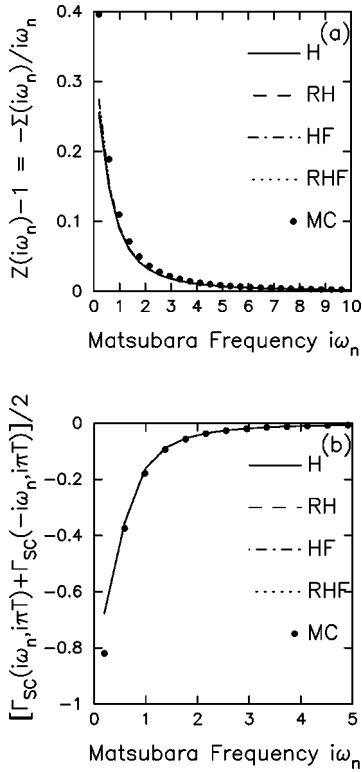 0.4
(a)
H
RH
HF
RHF
MC
0.3
0.2
0.1
0
0 1 2 3 4 5 6 7 8 9 10
Z(iω_n)−1 = −Σ(iω_n)/iω_n
Matsubara Frequency iω_n
0
(b)
H
RH
HF
RHF
MC
−0.2
−0.4
−0.6
−0.8
−1
0 1 2 3 4 5
[Γ_SC(iω_n,iπT)+Γ_SC(−iω_n,iπT)]/2
Matsubara Frequency iω_n